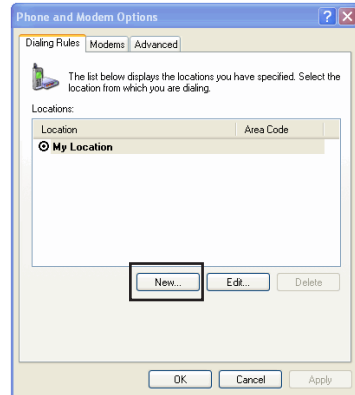 Phone and Modem Options
Dialing Rules Modems Advanced
The list below displays the locations you have specified. Select the
location from which you are dialing.
Locations:
Location Area Code
My Location
New... Edit... Delete
OK Cancel Apply